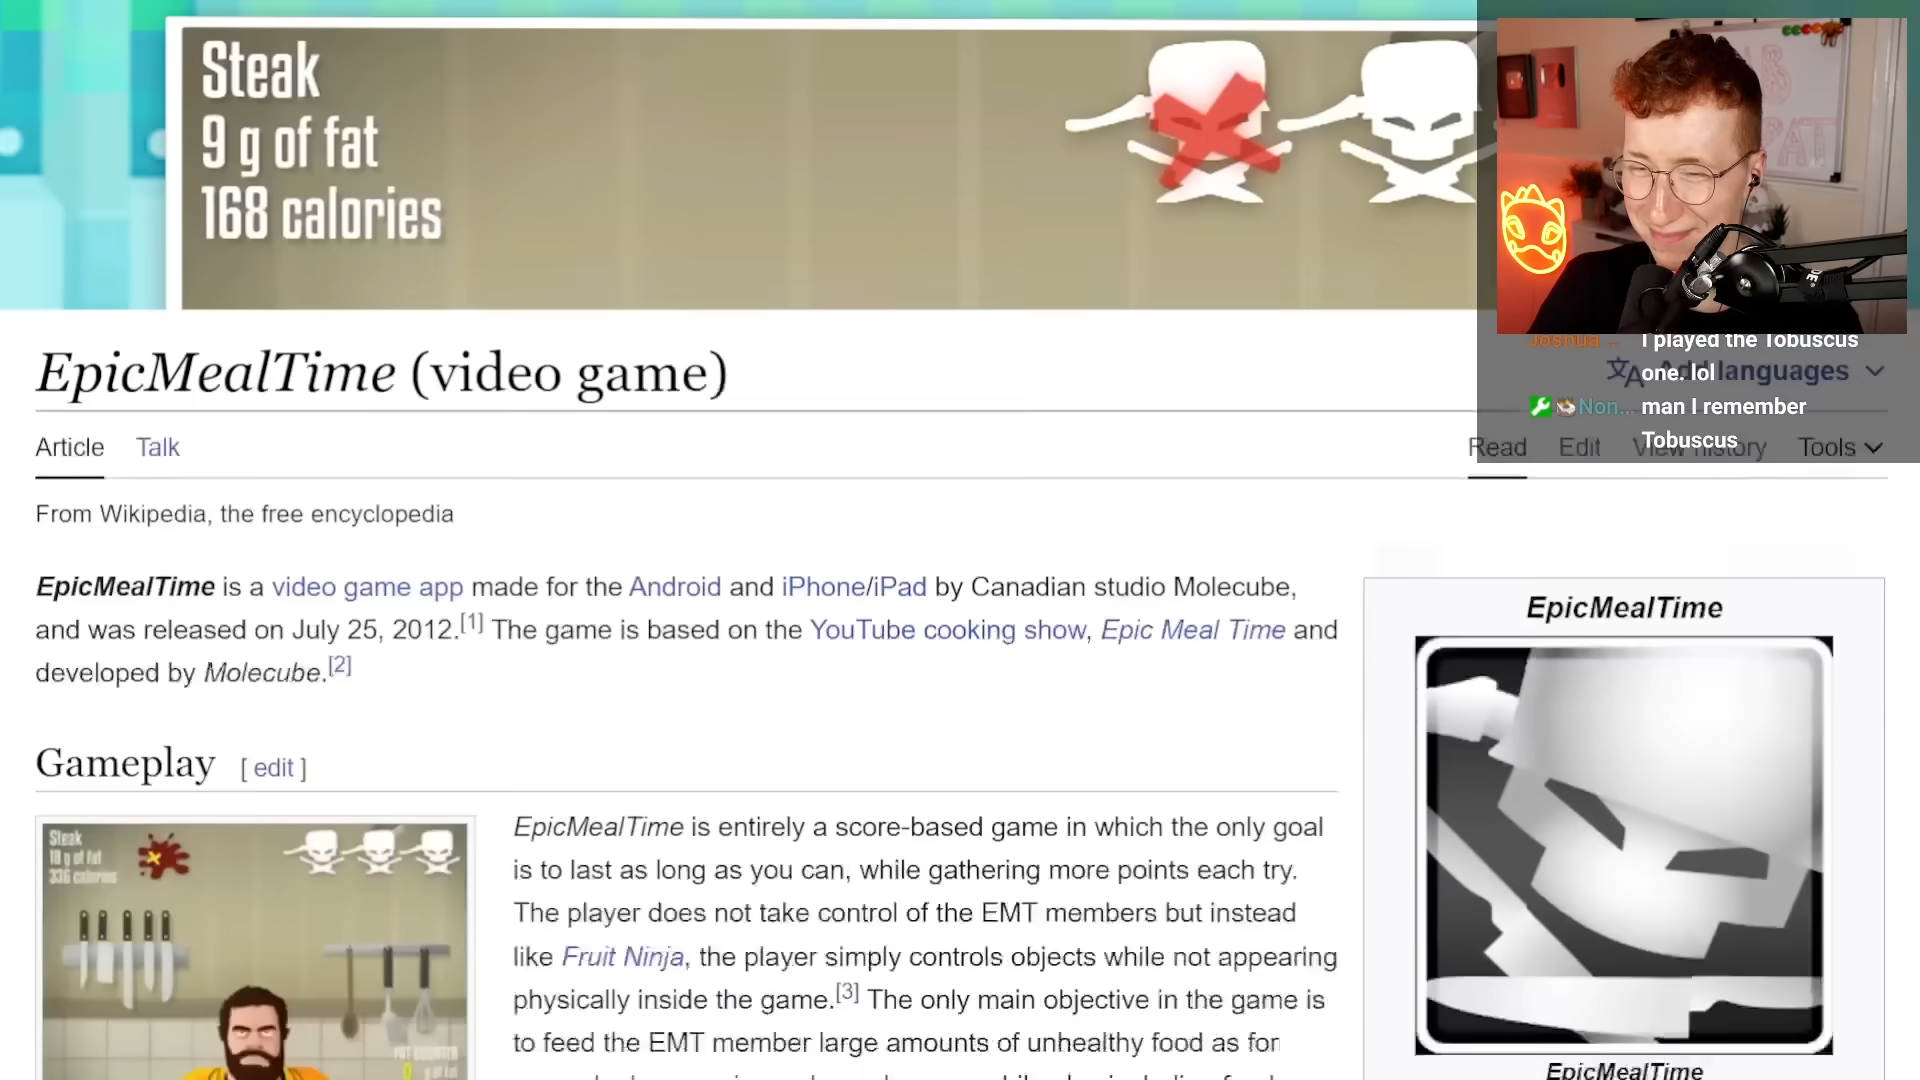 Steak
9 g of fat
168 calories
I played the Tobuscus
one. lol
man I remember
Tobuscus
EpicMealTime (video game)
languages
Article Talk
Read Edit View history Tools
From Wikipedia, the free encyclopedia
EpicMealTime is a video game app made for the Android and iPhone/iPad by Canadian studio Molecube,
and was released on July 25, 2012.[1] The game is based on the YouTube cooking show, Epic Meal Time and
developed by Molecube.[2]
Gameplay [ edit ]
Steak
18 g of fat
336 calories
EpicMealTime is entirely a score-based game in which the only goal
is to last as long as you can, while gathering more points each try.
The player does not take control of the EMT members but instead
like Fruit Ninja, the player simply controls objects while not appearing
physically inside the game.[3] The only main objective in the game is
to feed the EMT member large amounts of unhealthy food as for
EpicMealTime
EpicMealTime